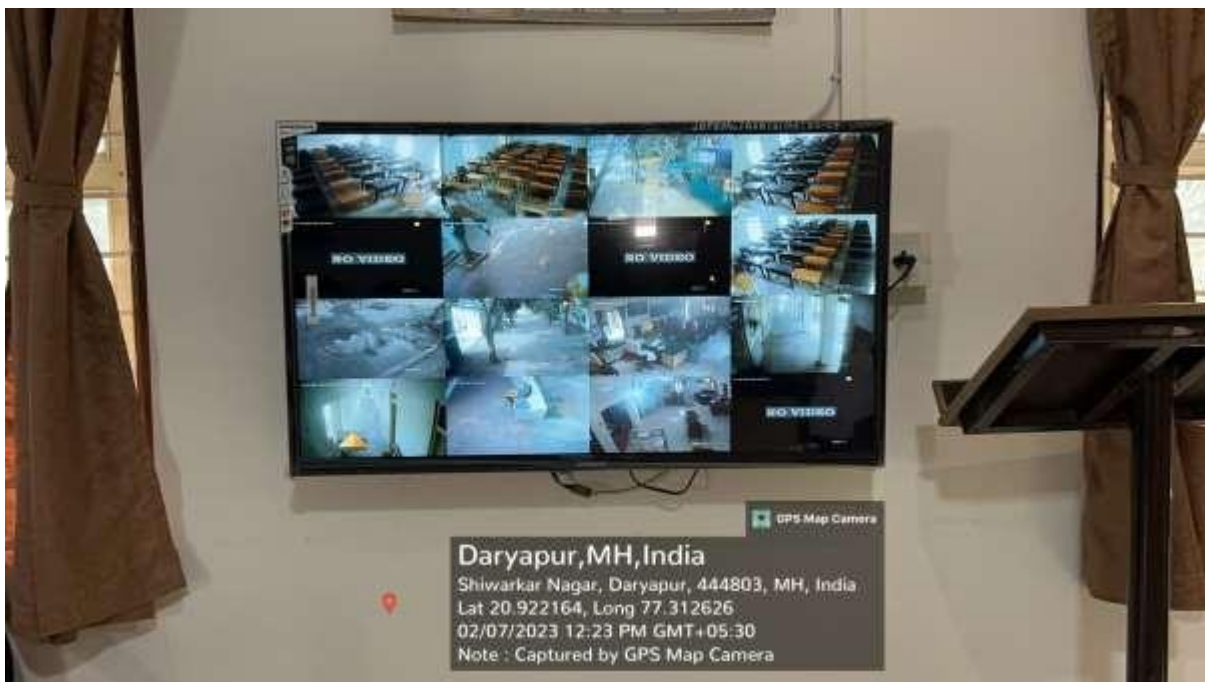 NO VIDEO
NO VIDEO
NO VIDEO
GPS Map Camera
Daryapur,MH,India
Shiwarkar Nagar, Daryapur, 444803, MH, India
Lat 20.922164, Long 77.312626
02/07/2023 12:23 PM GMT+05:30
Note : Captured by GPS Map Camera